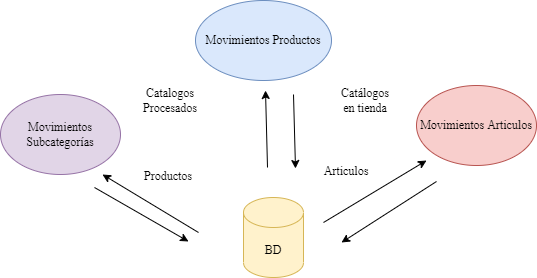 Movimientos Productos
Catalogos
Procesados
Catálogos
en tienda
Movimientos
Subcategorías
Movimientos Articulos
Productos
Articulos
BD